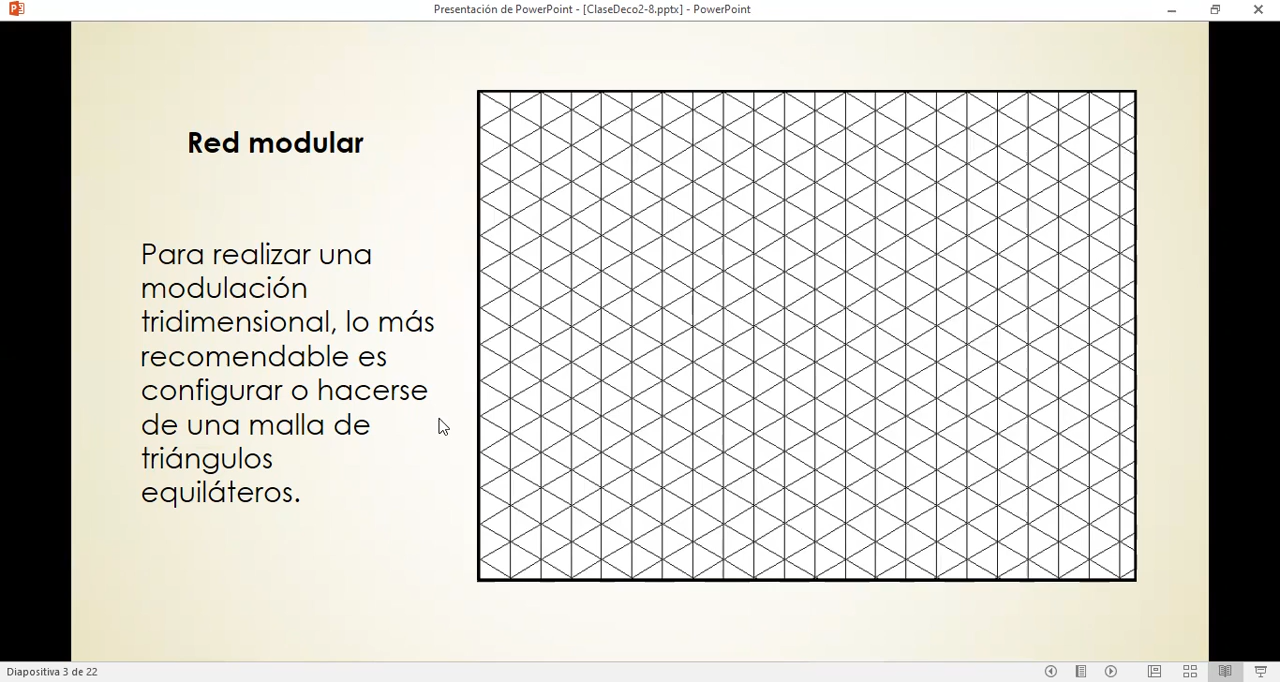 Presentación de PowerPoint - [ClaseDeco2-8.pptx] - PowerPoint
Red modular
Para realizar una
modulación
tridimensional, lo más
recomendable es
configurar o hacerse
de una malla de
triángulos
equiláteros.
Diapositiva 3 de 22